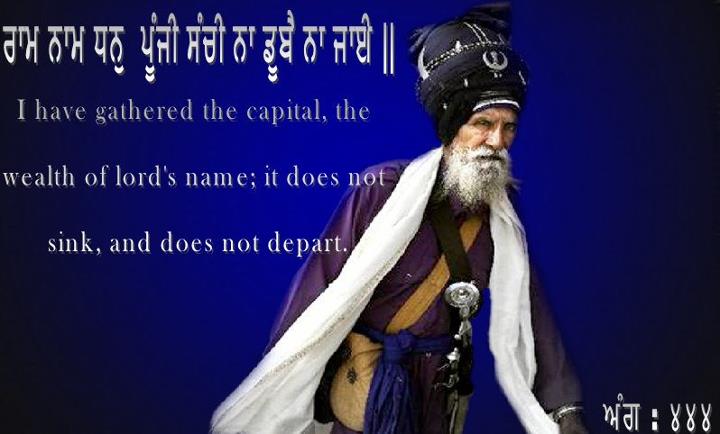 ਰਾਮ ਨਾਮ ਧਨੁ ਪੂੰਜੀ ਸੰਚੀ ਨਾ ਡੂਬੈ ਨਾ ਜਾਈ ॥
I have gathered the capital, the
wealth of lord's name; it does not
sink, and does not depart.
ਅੰਗ : ੪੪੪